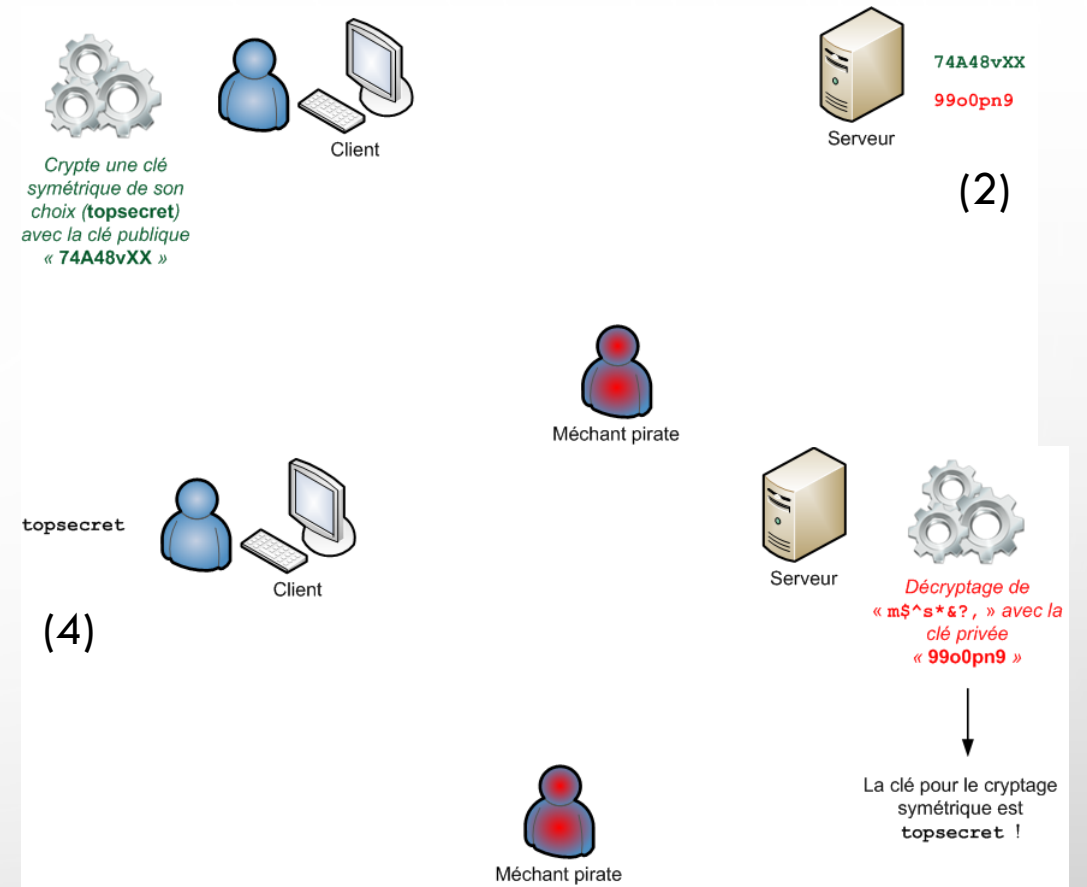 74A48vXX
99o0pn9
Serveur
Client
Crypte une clé
symétrique de son
choix (topsecret)
avec la clé publique
« 74A48vXX »
(2)
Méchant pirate
topsecret
Client
Serveur
(4)
Décryptage de
« m$^s*&?, » avec la
clé privée
« 99o0pn9 »
La clé pour le cryptage
symétrique est
topsecret !
Méchant pirate